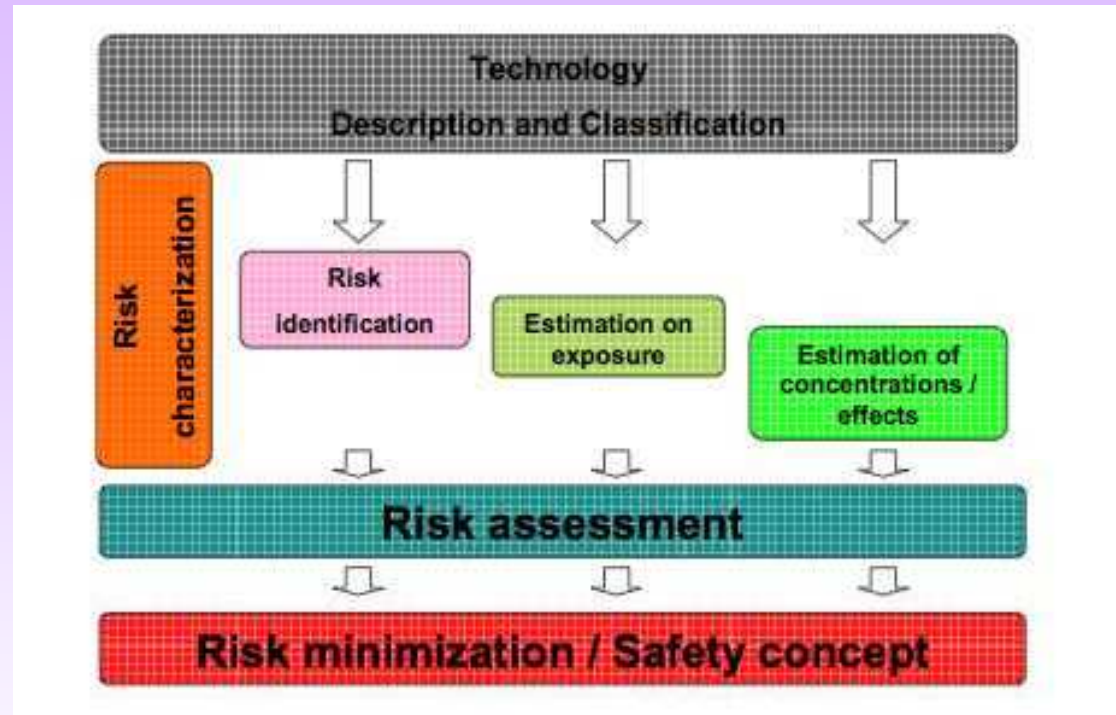 Technology
Description and Classification
Risk
characterization
Risk
identification
Estimation on
exposure
Estimation of
concentrations /
effects
Risk assessment
Risk minimization / Safety concept